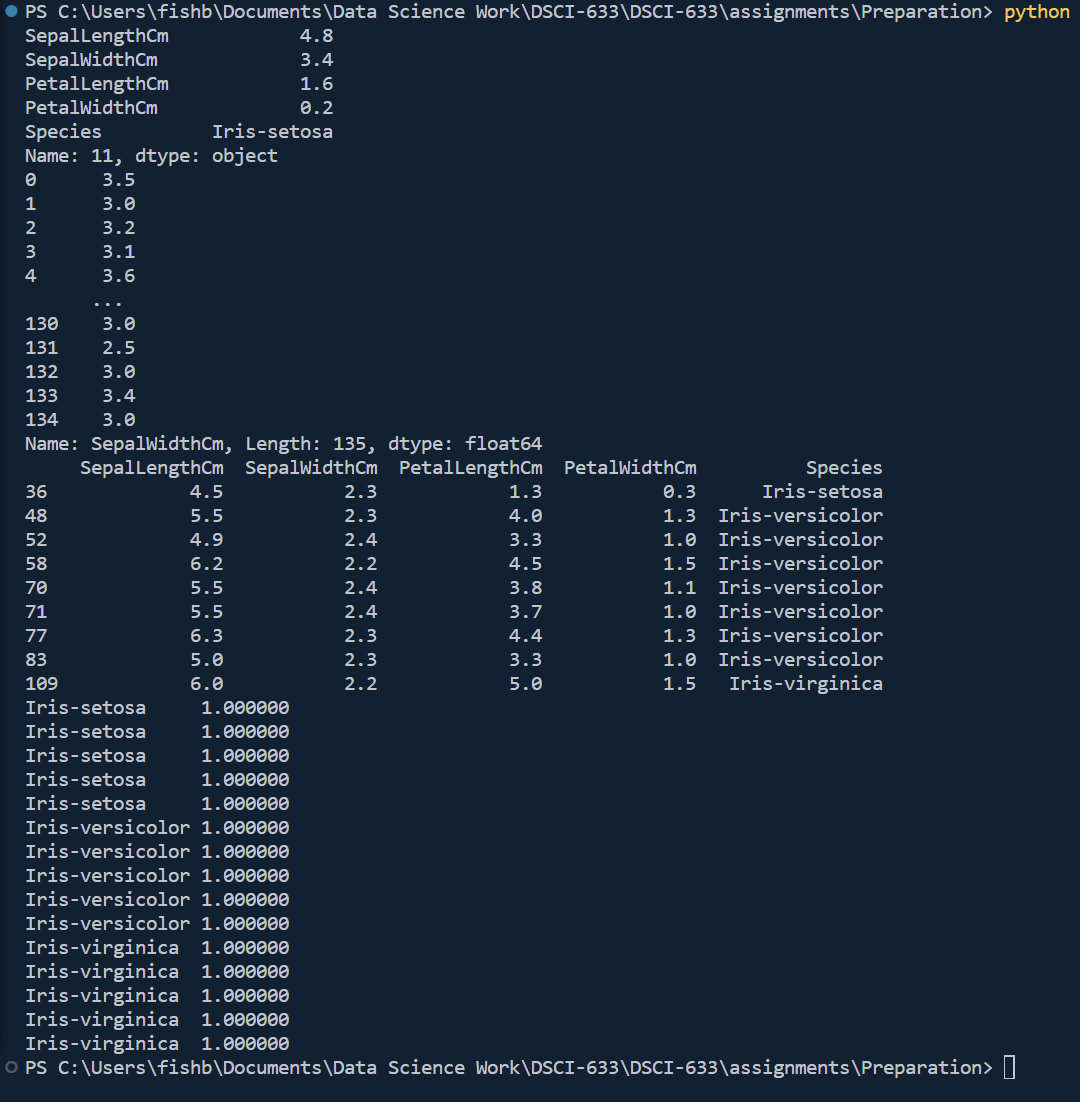 PS C:\Users\fishb\Documents\Data Science Work\DSCI-633\DSCI-633\assignments\Preparation> python
SepalLengthCm            4.8
SepalWidthCm             3.4
PetalLengthCm            1.6
PetalWidthCm             0.2
Species          Iris-setosa
Name: 11, dtype: object
0      3.5
1      3.0
2      3.2
3      3.1
4      3.6
      ...
130    3.0
131    2.5
132    3.0
133    3.4
134    3.0
Name: SepalWidthCm, Length: 135, dtype: float64
     SepalLengthCm  SepalWidthCm  PetalLengthCm  PetalWidthCm          Species
36             4.5           2.3            1.3           0.3      Iris-setosa
48             5.5           2.3            4.0           1.3  Iris-versicolor
52             4.9           2.4            3.3           1.0  Iris-versicolor
58             6.2           2.2            4.5           1.5  Iris-versicolor
70             5.5           2.4            3.8           1.1  Iris-versicolor
71             5.5           2.4            3.7           1.0  Iris-versicolor
77             6.3           2.3            4.4           1.3  Iris-versicolor
83             5.0           2.3            3.3           1.0  Iris-versicolor
109            6.0           2.2            5.0           1.5   Iris-virginica
Iris-setosa     1.000000
Iris-setosa     1.000000
Iris-setosa     1.000000
Iris-setosa     1.000000
Iris-setosa     1.000000
Iris-versicolor 1.000000
Iris-versicolor 1.000000
Iris-versicolor 1.000000
Iris-versicolor 1.000000
Iris-versicolor 1.000000
Iris-virginica  1.000000
Iris-virginica  1.000000
Iris-virginica  1.000000
Iris-virginica  1.000000
Iris-virginica  1.000000
PS C:\Users\fishb\Documents\Data Science Work\DSCI-633\DSCI-633\assignments\Preparation>